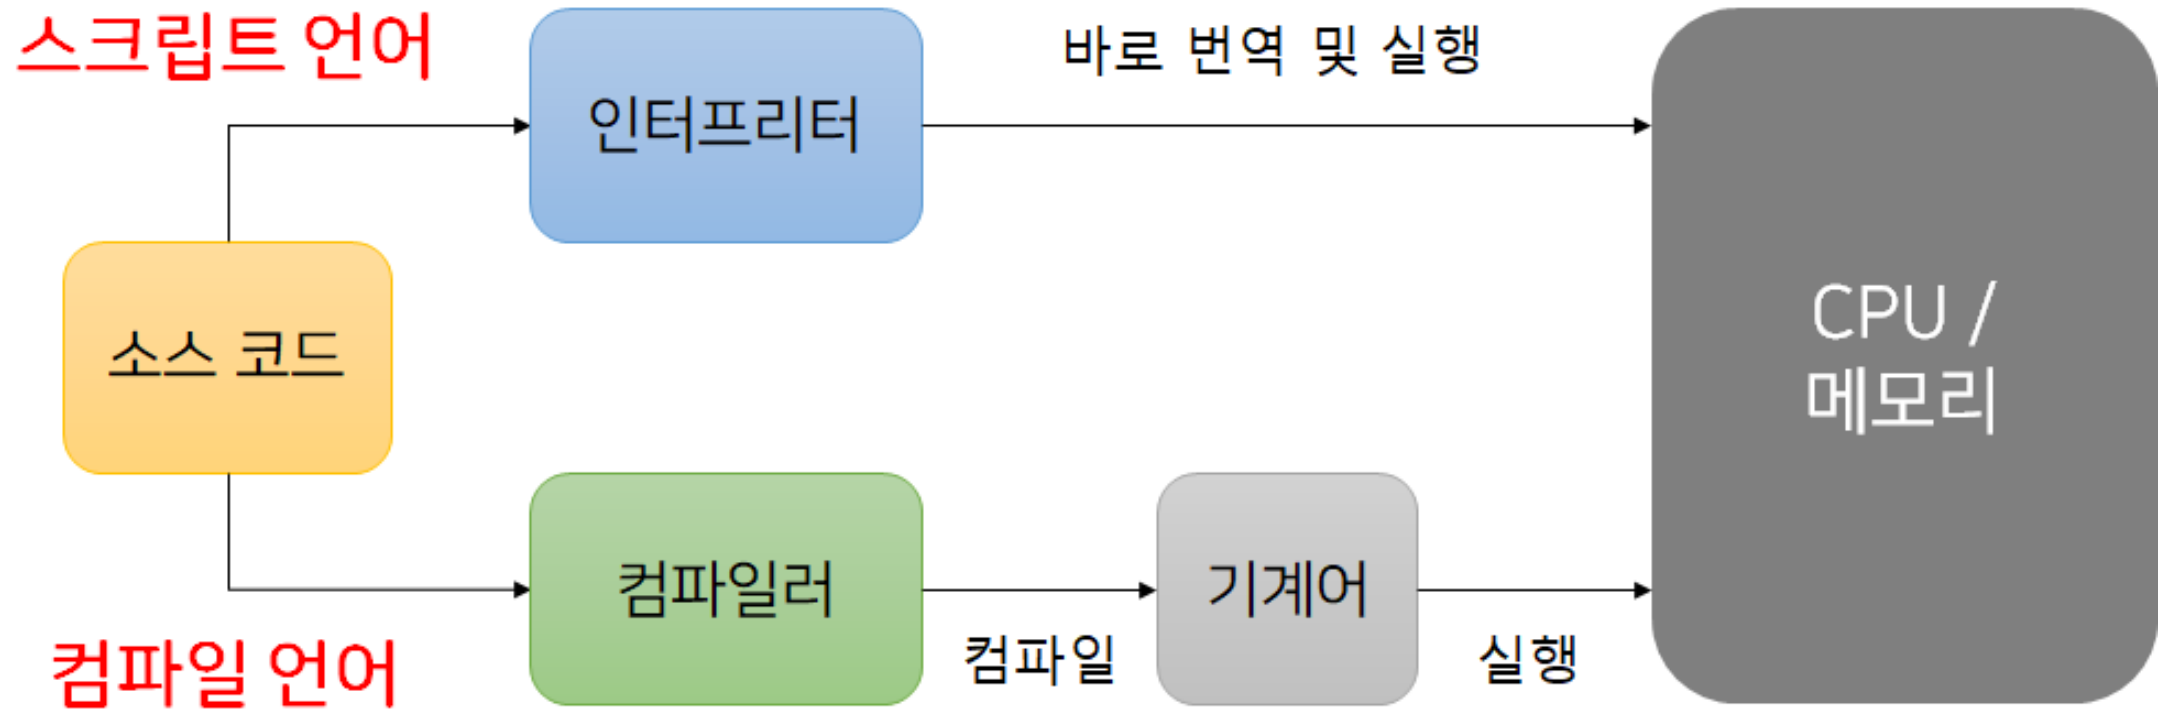 스크립트 언어
인터프리터
바로 번역 및 실행
소스 코드
CPU /
메모리
컴파일러
기계어
컴파일
실행
컴파일 언어